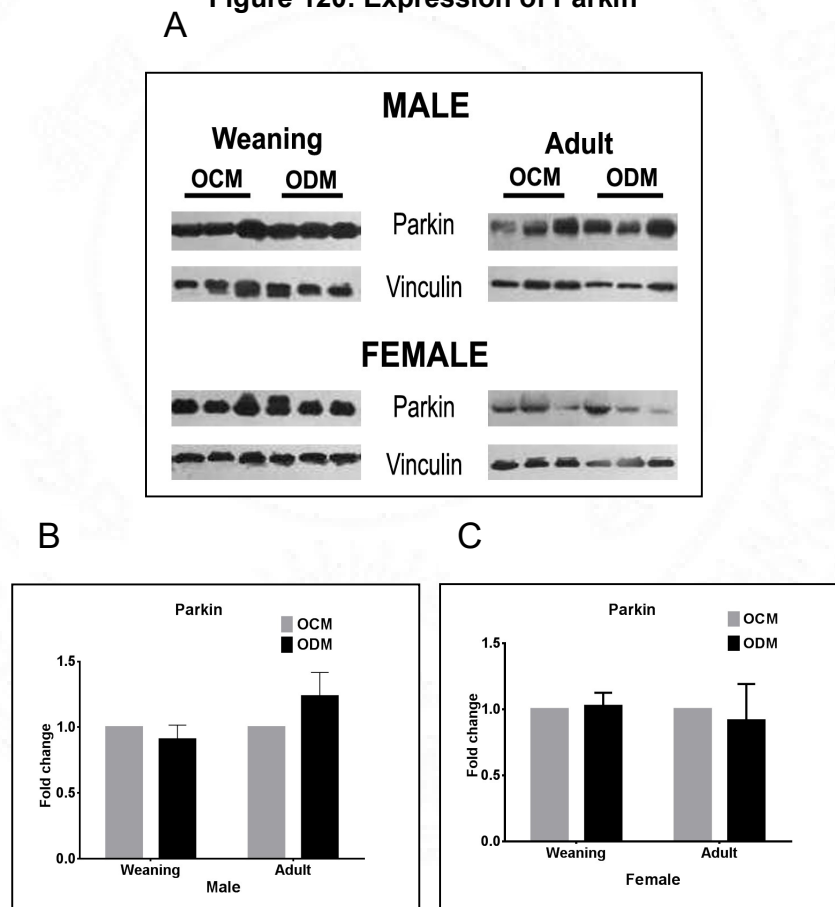 Figure 120: Expression of Parkin
A
MALE
Weaning
Adult
OCM ODM
OCM ODM
Parkin
Vinculin
FEMALE
Parkin
Vinculin
B
C
Parkin
OCM
ODM
1.5
1.0
0.5
0.0
Fold change
Weaning
Adult
Male
Parkin
OCM
ODM
1.5
1.0
0.5
0.0
Fold change
Weaning
Adult
Female